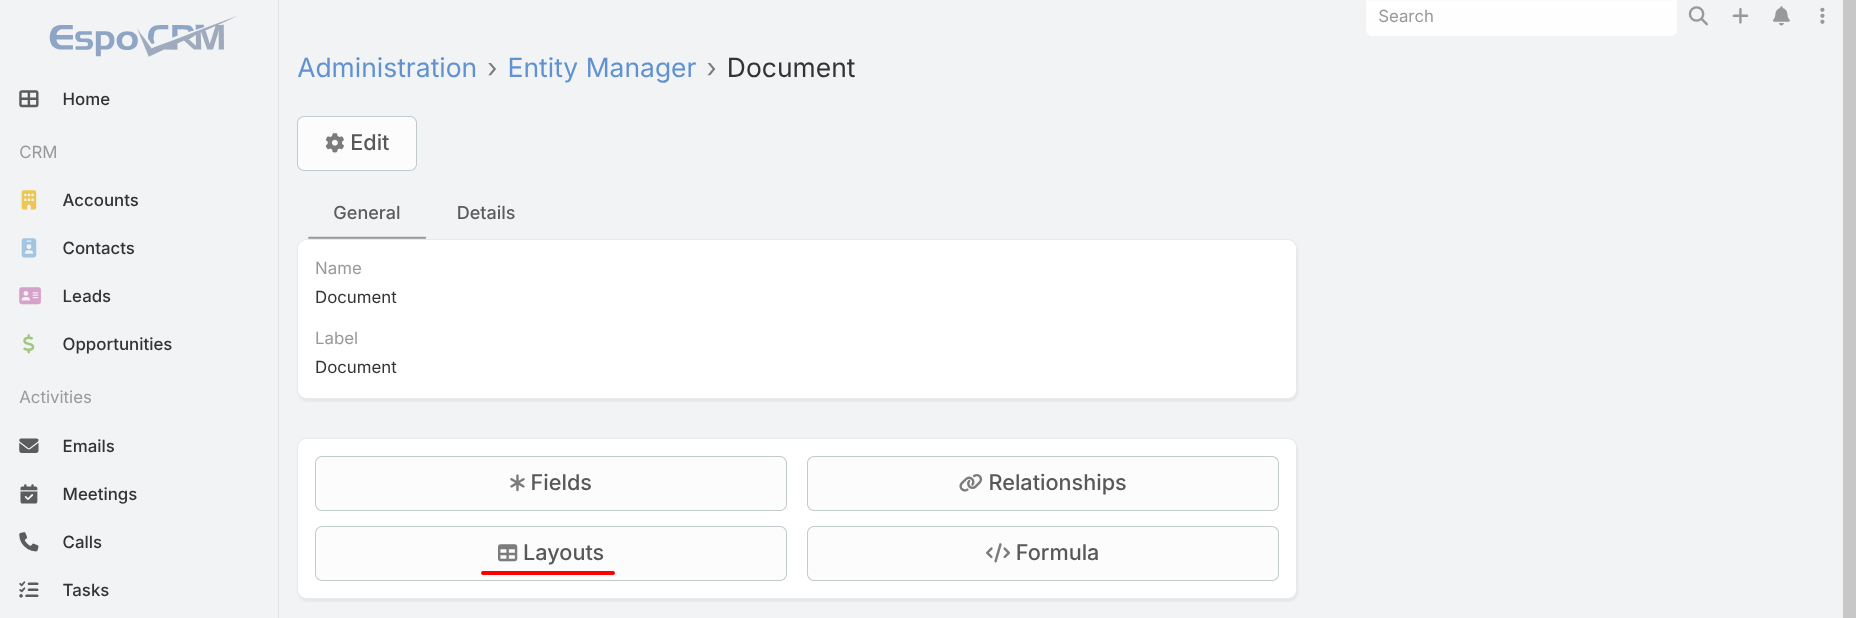 EspoCRM
Search
Home
CRM
Accounts
Contacts
Leads
Opportunities
Activities
Emails
Meetings
Calls
Tasks
Administration › Entity Manager › Document
Edit
General Details
Name
Document
Label
Document
Fields
Relationships
Layouts
Formula